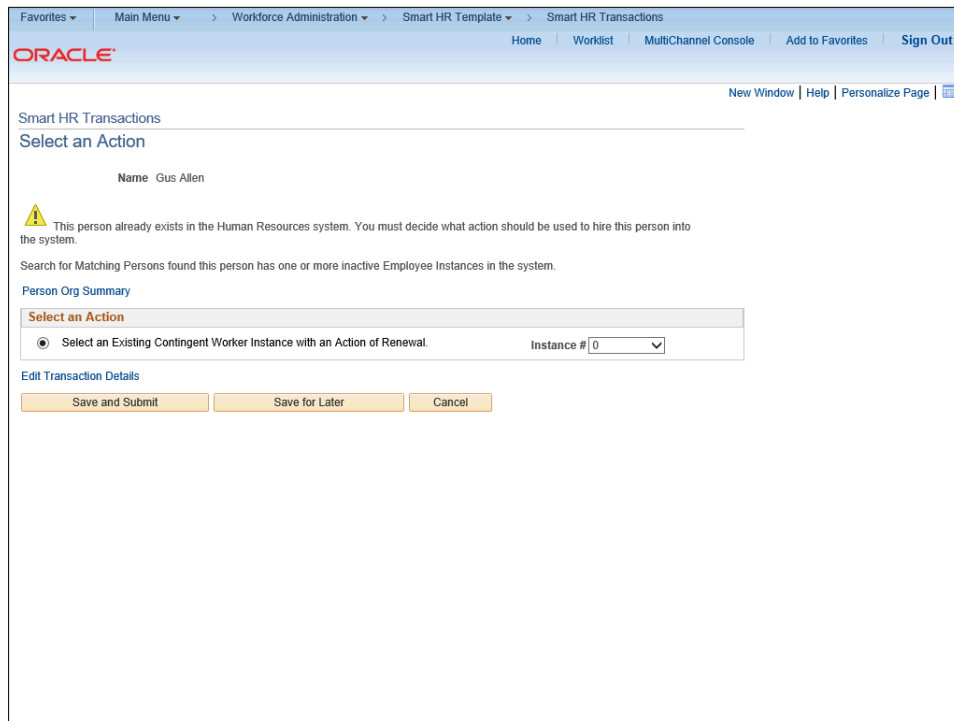 Favorites Main Menu > Workforce Administration > Smart HR Template > Smart HR Transactions
Home Worklist MultiChannel Console Add to Favorites Sign Out
ORACLE
New Window | Help | Personalize Page |
Smart HR Transactions
Select an Action
Name Gus Allen
This person already exists in the Human Resources system. You must decide what action should be used to hire this person into
the system.
Search for Matching Persons found this person has one or more inactive Employee Instances in the system.
Person Org Summary
Select an Action
Select an Existing Contingent Worker Instance with an Action of Renewal. Instance # 0
Edit Transaction Details
Save and Submit Save for Later Cancel